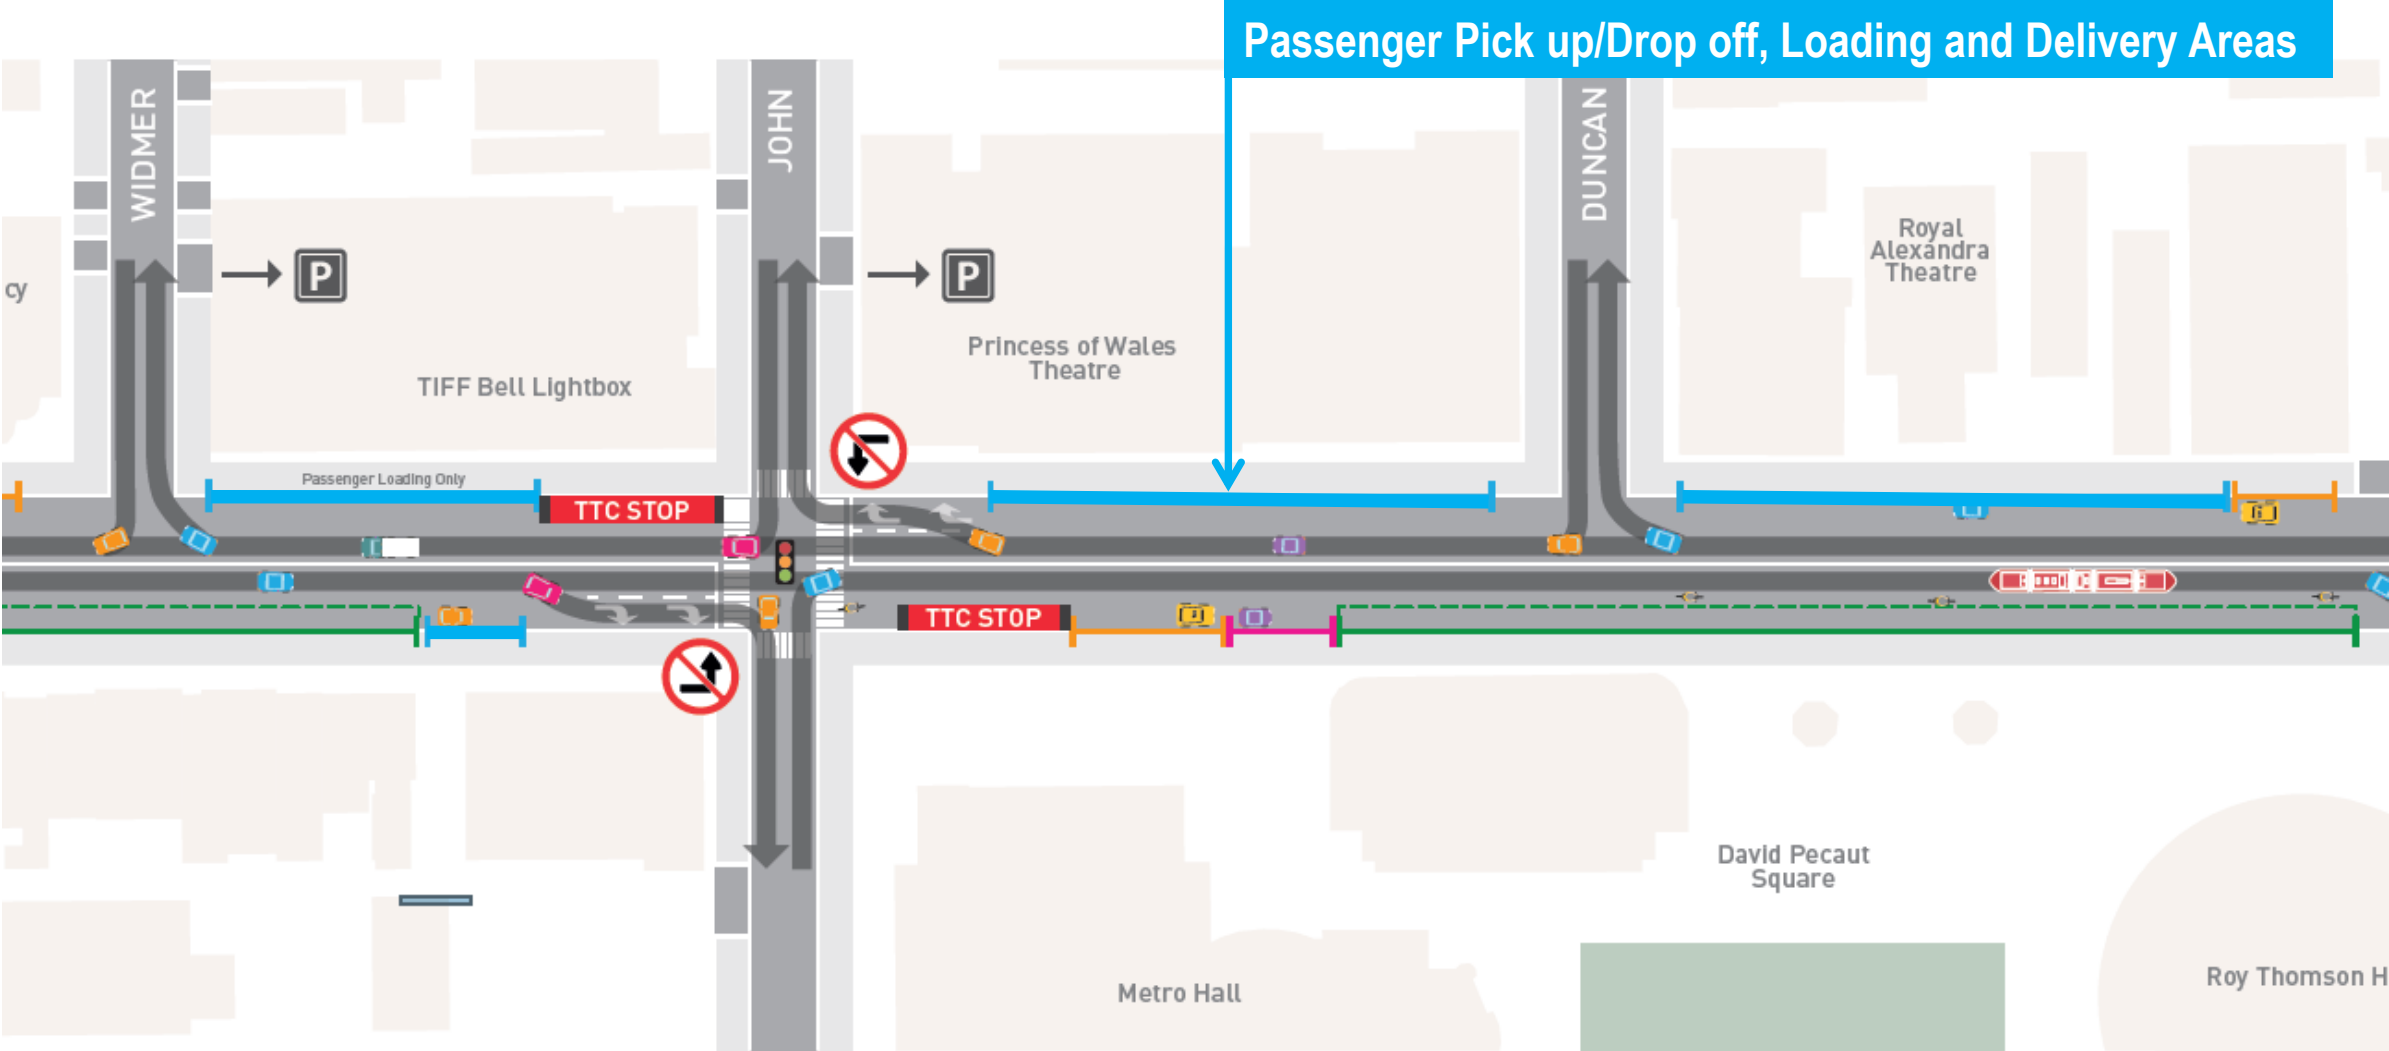 Passenger Pick up/Drop off, Loading and Delivery Areas
WIDMER
JOHN
DUNCAN
Royal
Alexandra
Theatre
cy
P
P
Princess of Wales
Theatre
TIFF Bell Lightbox
Passenger Loading Only
TTC STOP
TTC STOP
David Pecaut
Square
Metro Hall
Roy Thomson H